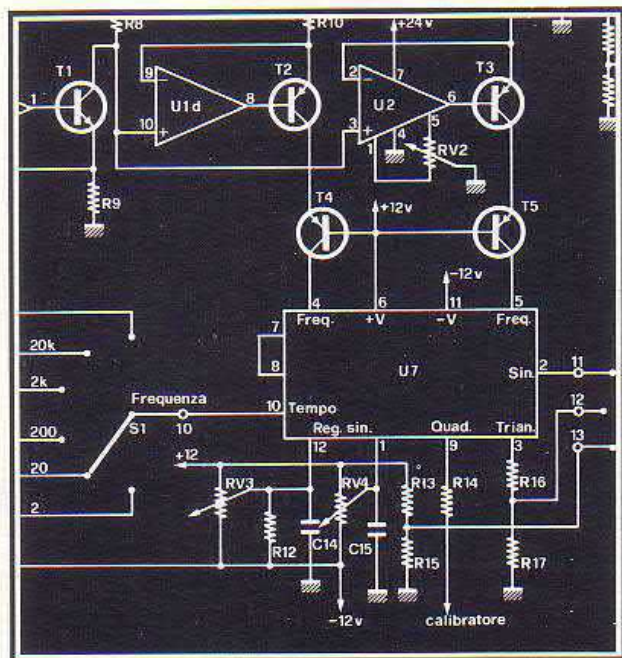 R8
R10
+24v
T1
T2
T3
9
2
7
1
U1d
8
U2
6
10
+
3
+
4
5
1
RV2
R9
+12v
T4
T5
-12v
4
6
11
5
Freq.
+V
-V
Freq.
7
8
U7
Sin.
2
11
20k
2k
Frequenza
12
10
Tempo
Quad.
Trian.
13
200
S1
10
Reg. sin.
12
1
9
3
20
+12
R16
RV3
RV4
R13
R14
2
R12
C14
C15
R15
R17
-12v
calibratore